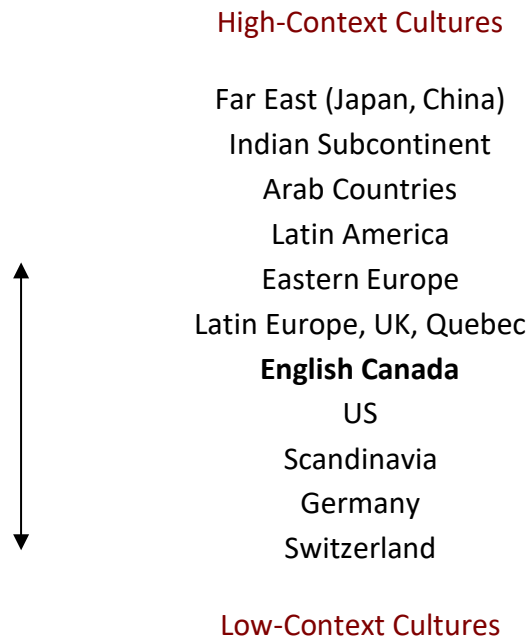 High-Context Cultures
Far East (Japan, China)
Indian Subcontinent
Arab Countries
Latin America
Eastern Europe
Latin Europe, UK, Quebec
English Canada
US
Scandinavia
Germany
Switzerland
Low-Context Cultures